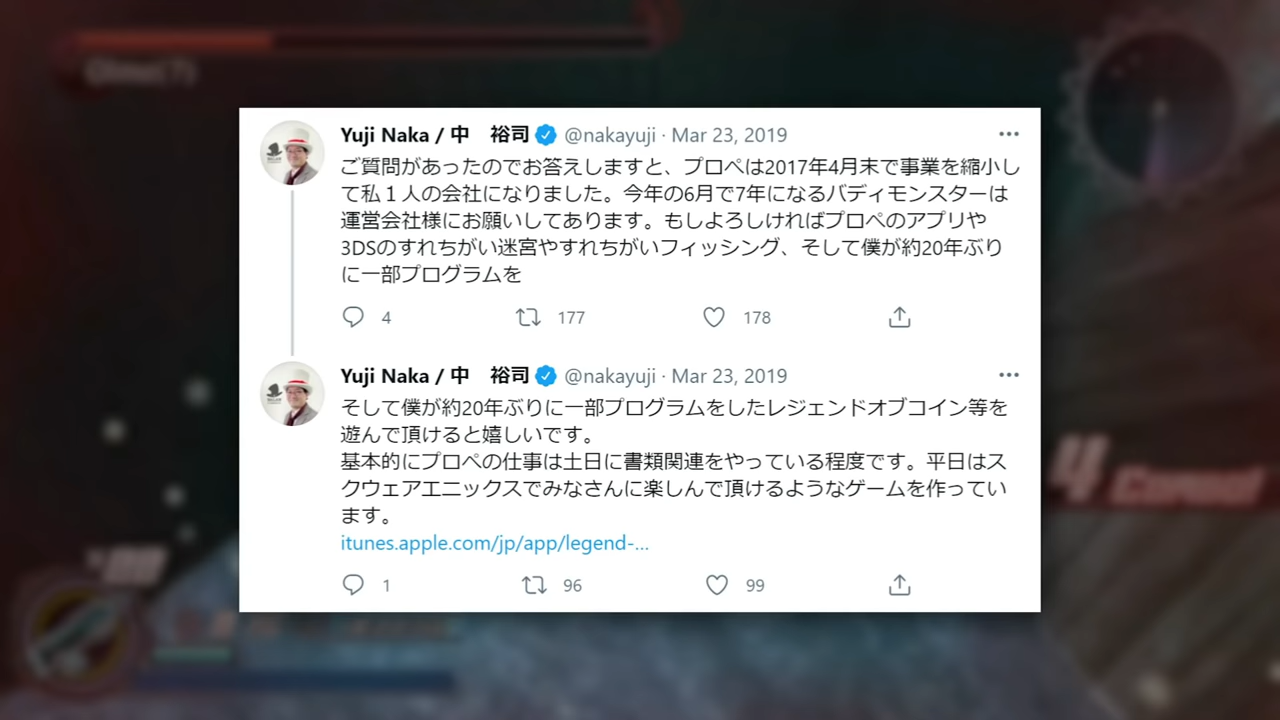 Yuji Naka / 中　裕司 @nakayuji · Mar 23, 2019
ご質問があったのでお答えしますと、プロペは2017年4月末で事業を縮小し
て私１人の会社になりました。今年の6月で7年になるバディモンスターは
運営会社様にお願いしてあります。もしよろしければプロペのアプリや
3DSのすれちがい迷宮やすれちがいフィッシング、そして僕が約20年ぶり
に一部プログラムを
4 177 178
Yuji Naka / 中　裕司 @nakayuji · Mar 23, 2019
そして僕が約20年ぶりに一部プログラムをしたレジェンドオブコイン等を
遊んで頂けると嬉しいです。
基本的にプロペの仕事は土日に書類関連をやっている程度です。平日はス
クウェアエニックスでみなさんに楽しんで頂けるようなゲームを作ってい
ます。
itunes.apple.com/jp/app/legend-...
1 96 99